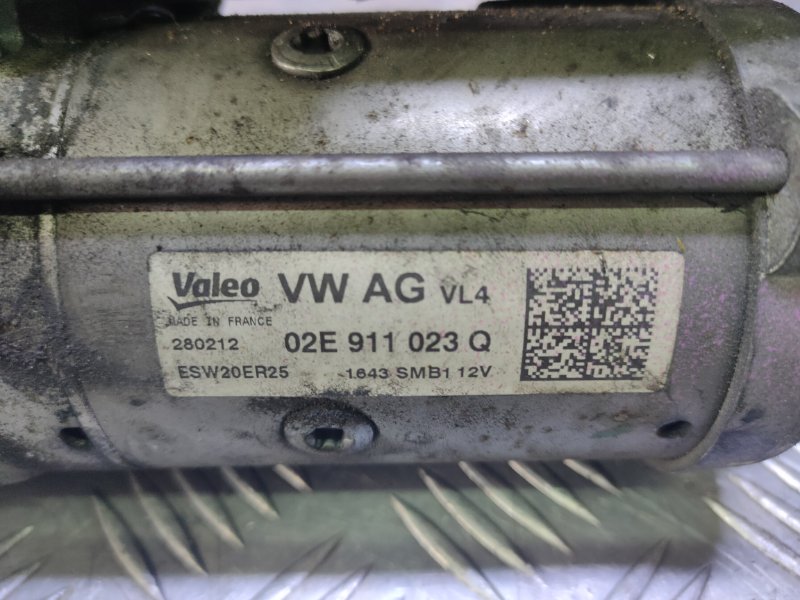 Valeo VW AG VL4
MADE IN FRANCE
280212 02E 911 023 Q
ESW20ER25 1643 SMB1 12V